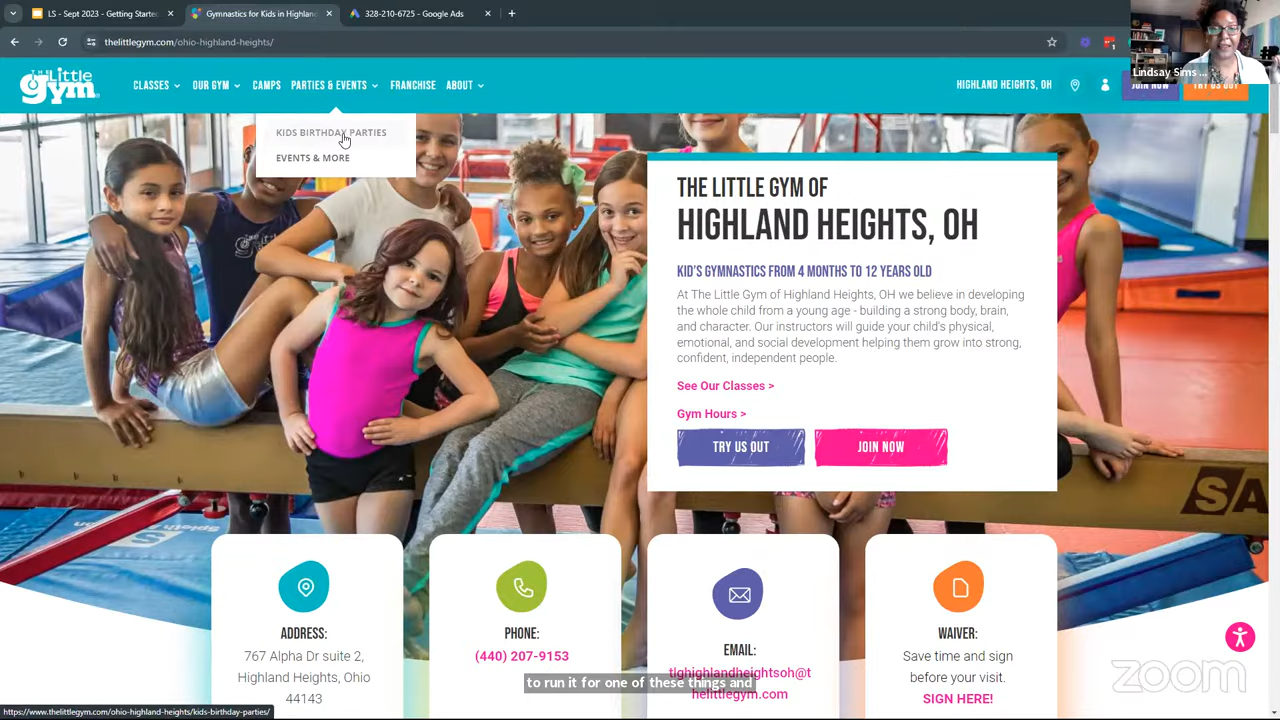 LS - Sept 2023 - Getting Starte
Gymnastics for Kids in Highland
328-210-6725 - Google Ads
thelittlegym.com/ohio-highland-heights/
THE Little gym
CLASSES
OUR GYM
CAMPS
PARTIES & EVENTS
FRANCHISE
ABOUT
HIGHLAND HEIGHTS, OH
JOIN NOW
TRY US OUT
Lindsay Sims ...
KIDS BIRTHDAY PARTIES
EVENTS & MORE
THE LITTLE GYM OF
HIGHLAND HEIGHTS, OH
KID'S GYMNASTICS FROM 4 MONTHS TO 12 YEARS OLD
At The Little Gym of Highland Heights, OH we believe in developing
the whole child from a young age - building a strong body, brain,
and character. Our instructors will guide your child's physical,
emotional, and social development helping them grow into strong,
confident, independent people.
See Our Classes >
Gym Hours >
TRY US OUT
JOIN NOW
SA
ADDRESS:
767 Alpha Dr suite 2,
Highland Heights, Ohio
44143
PHONE:
(440) 207-9153
EMAIL:
tlghighlandheightsoh@t
helittlegym.com
WAIVER:
Save time and sign
before your visit.
SIGN HERE!
to run it for one of these things and
zoom
https://www.thelittlegym.com/ohio-highland-heights/kids-birthday-parties/